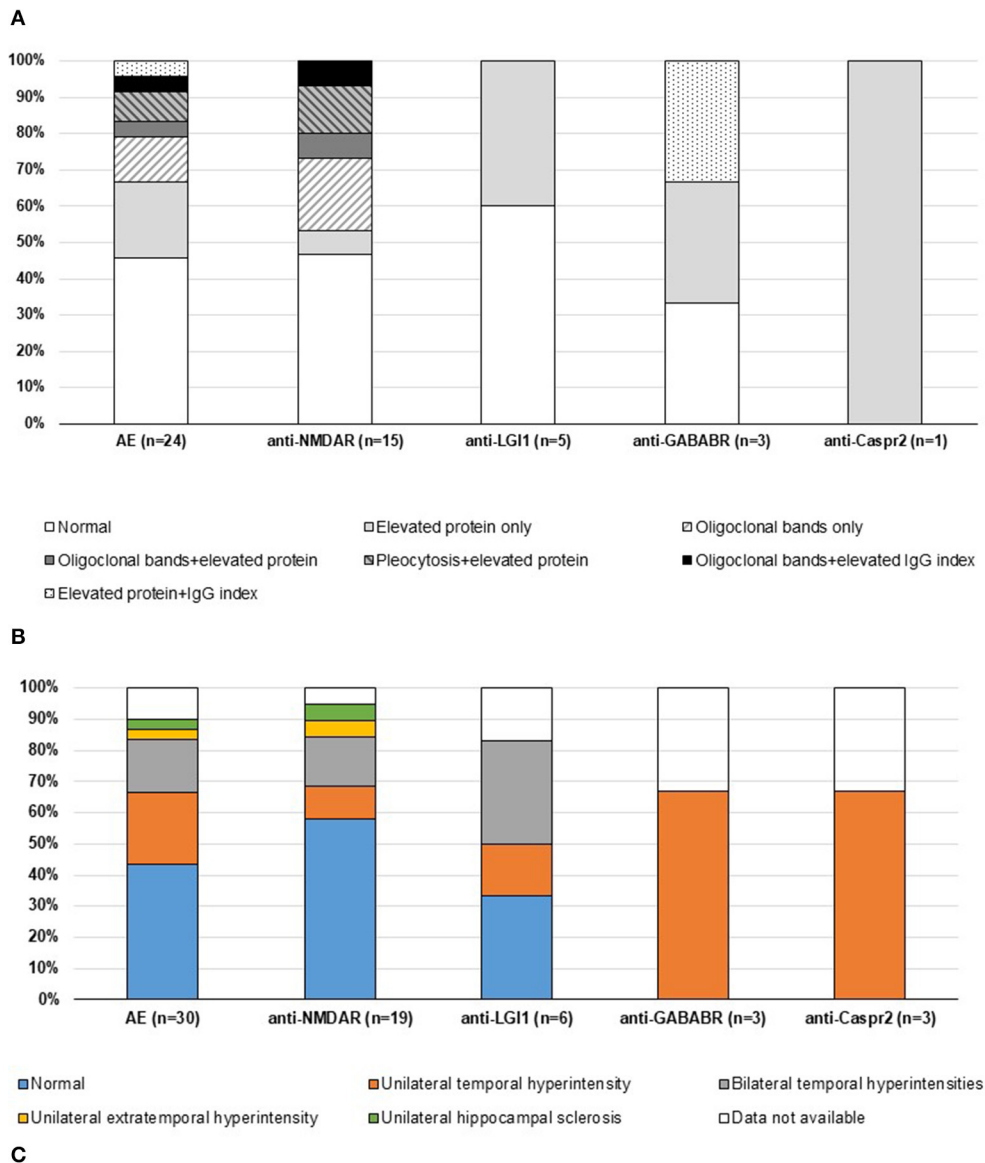 A
100%
90%
80%
70%
60%
50%
40%
30%
20%
10%
0%
AE (n=24) anti-NMDAR (n=15) anti-LGI1 (n=5) anti-GABABR (n=3) anti-Caspr2 (n=1)
Normal Elevated protein only Oligoclonal bands only
Oligoclonal bands+elevated protein Pleocytosis+elevated protein Oligoclonal bands+elevated IgG index
Elevated protein+IgG index
B
100%
90%
80%
70%
60%
50%
40%
30%
20%
10%
0%
AE (n=30) anti-NMDAR (n=19) anti-LGI1 (n=6) anti-GABABR (n=3) anti-Caspr2 (n=3)
Normal Unilateral temporal hyperintensity Bilateral temporal hyperintensities
Unilateral extratemporal hyperintensity Unilateral hippocampal sclerosis Data not available
C